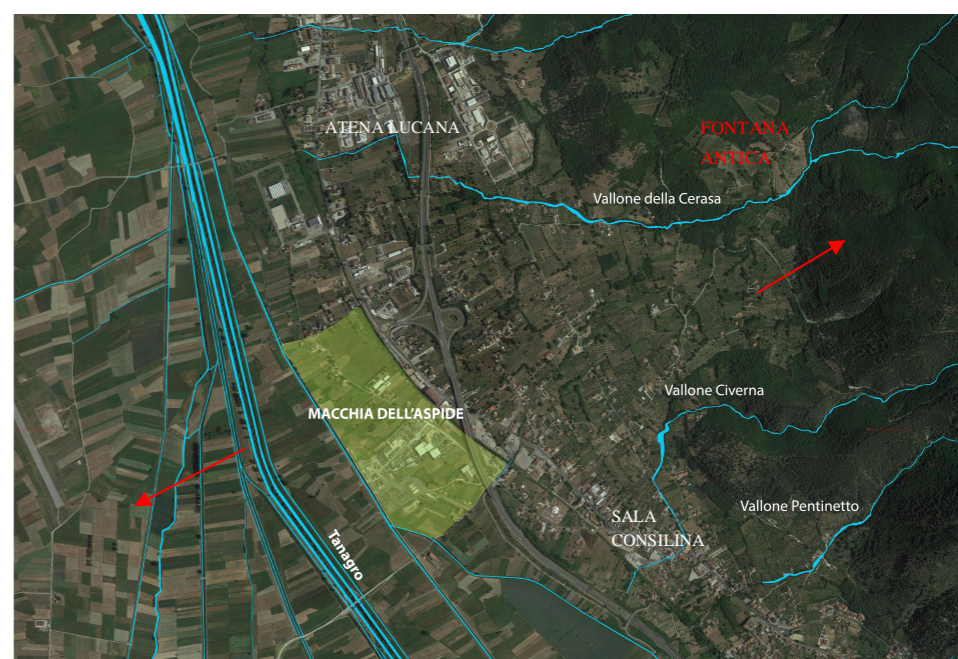 ATENA LUCANA
FONTANA
ANTICA
Vallone della Cerasa
Vallone Civerna
MACCHIA DELL'ASPIDE
Vallone Pentinetto
SALA
CONSILINA
Tanagro